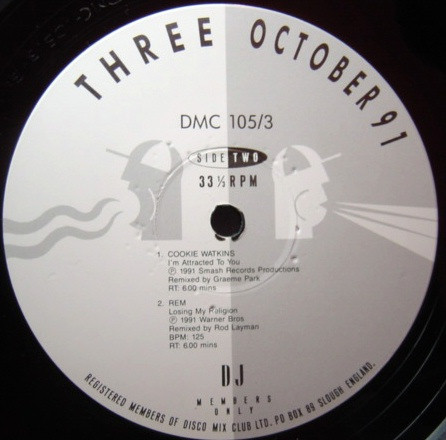 THREE OCTOBER 91
DMC 105/3
SIDE TWO
33 ⅓ RPM
1. COOKIE WATKINS
I'm Attracted To You
Ⓟ 1991 Smash Records Productions
Remixed by Graeme Park
RT: 6.00 mins
2. REM
Losing My Religion
Ⓟ 1991 Warner Bros
Remixed by Rod Layman
BPM: 125
RT: 6.00 mins
DJ
MEMBERS
ONLY
REGISTERED MEMBERS OF DISCO MIX CLUB LTD. PO BOX 89 SLOUGH ENGLAND.